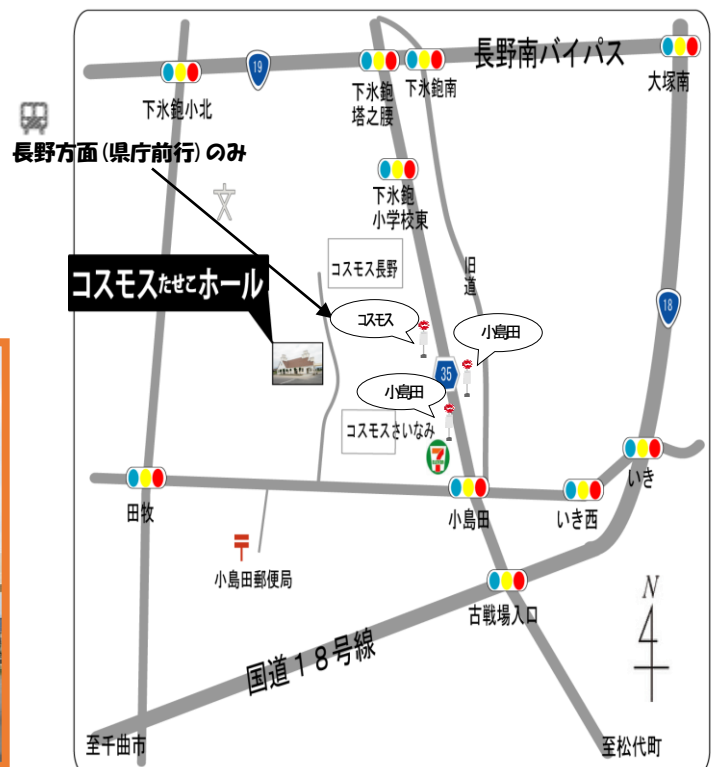 長野南バイパス
19
大塚南
下氷鉋小北
下氷鉋
塔之腰
下氷鉋南
長野方面(県庁前行)のみ
下氷鉋
小学校東
コスモス長野
旧
道
コスモスたせこホール
18
コスモス
小島田
35
小島田
コスモスさいなみ
7
いき
田牧
小島田
いき西
小島田郵便局
古戦場入口
N
国道18号線
至千曲市
至松代町